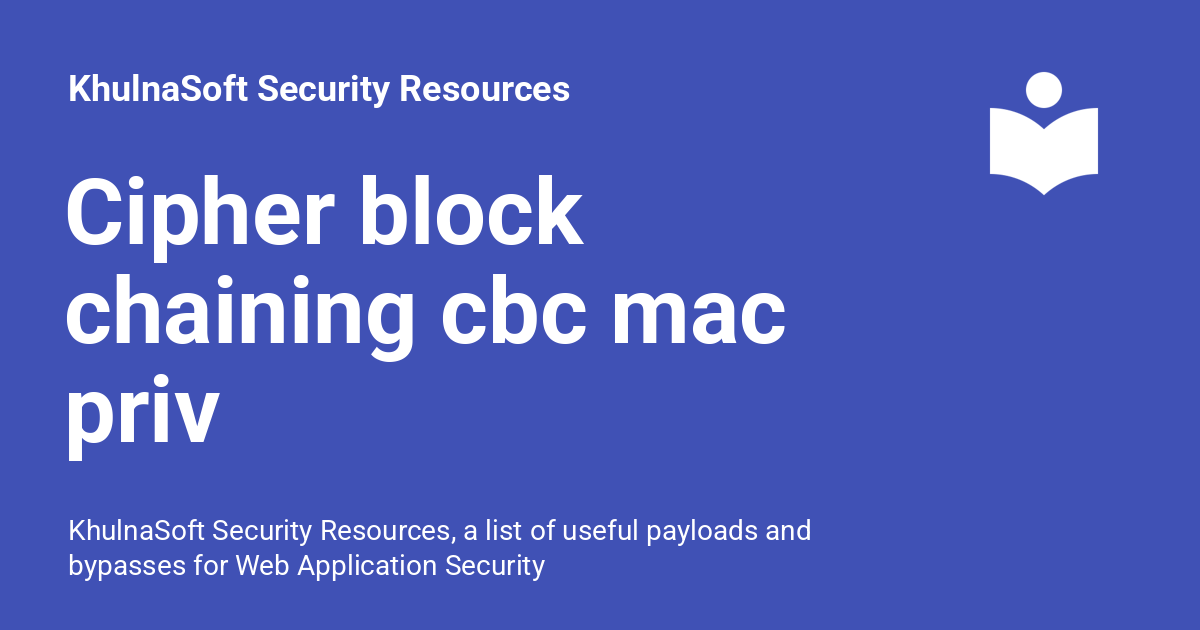 KhulnaSoft Security Resources
Cipher block
chaining cbc mac
priv
KhulnaSoft Security Resources, a list of useful payloads and
bypasses for Web Application Security